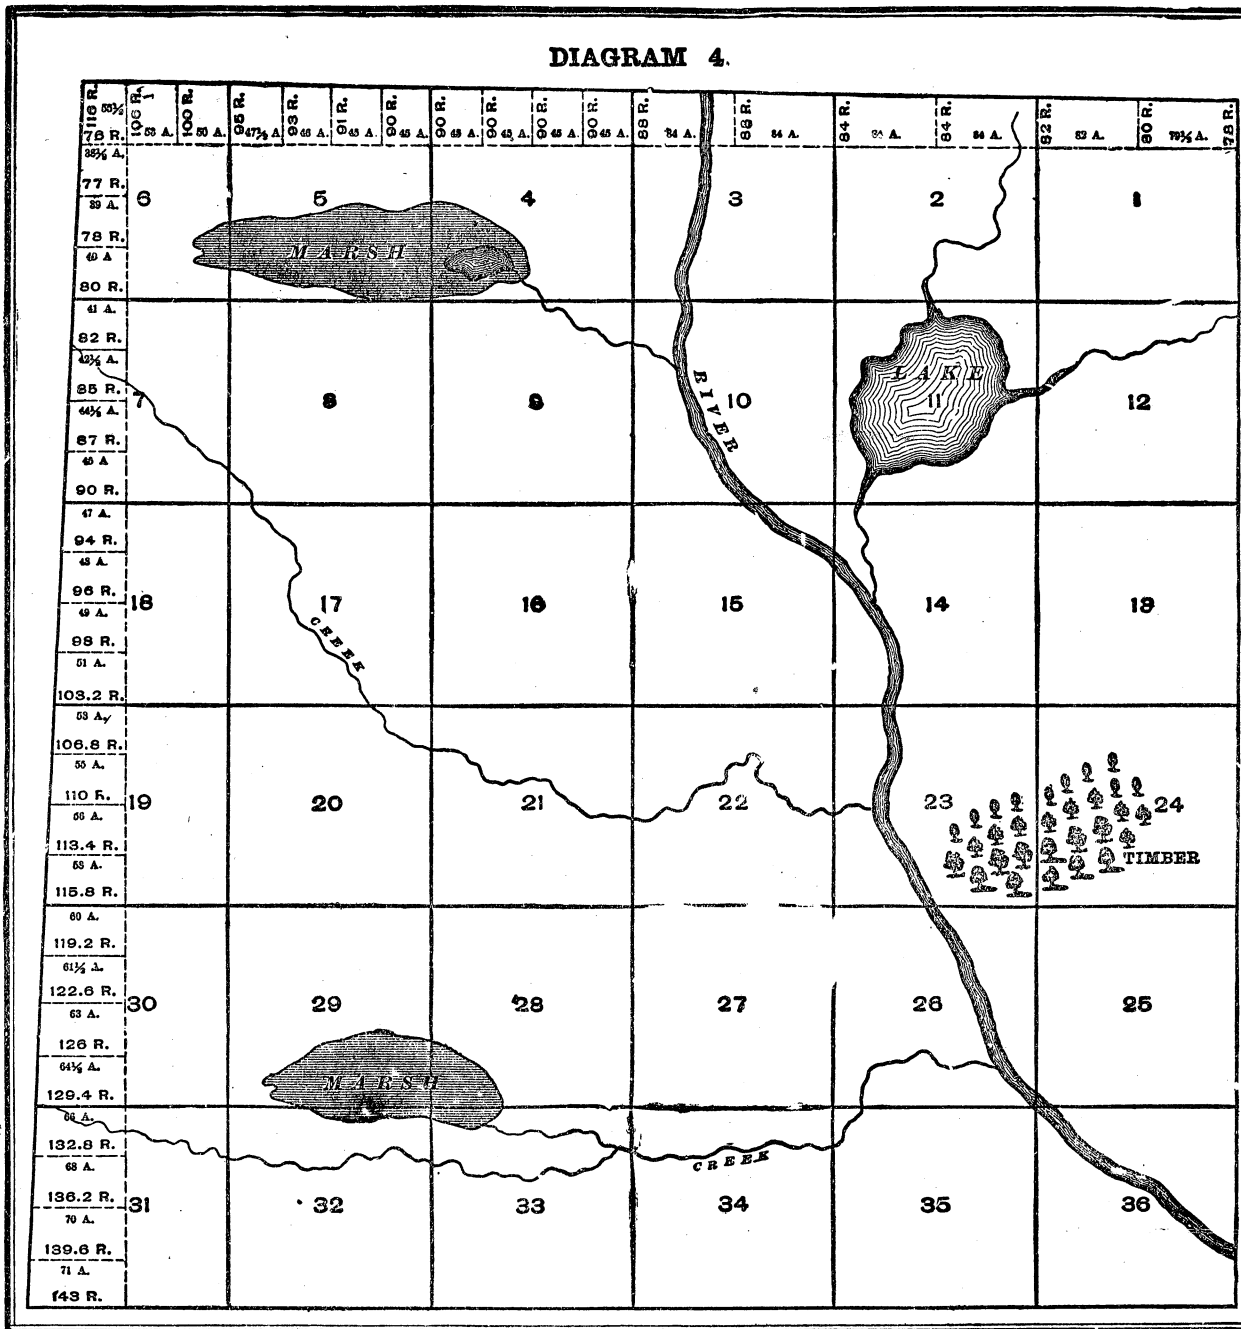 DIAGRAM 4.
116 R. 55½ 106 R. 1 53 A. 100 R. 50 A. 95 R. 47½ A 93 R. 46 A. 91 R. 45 A. 90 R. 45 A. 90 R. 45 A. 90 R. 45 A. 90 R. 45 A. 90 R. 45 A. 88 R. 84 A. 88 R. 84 A. 84 R. 84 A. 84 R. 84 A. 82 R. 83 A. 80 R. 79½ A. 78 R.
76 R.
38½ A.
77 R.
6 5 4 3 2 1
39 A.
78 R.
MARSH
40 A
80 R.
41 A.
82 R.
42½ A.
LAKE
85 R.
RIVER
7 8 9 10 11 12
44½ A.
87 R.
45 A
90 R.
47 A.
94 R.
48 A.
96 R.
18 17 16 15 14 13
49 A.
CREEK
98 R.
51 A.
103.2 R.
53 A.
106.8 R.
55 A.
110 R.
19 20 21 22 23 24
56 A.
113.4 R.
58 A.
TIMBER
115.8 R.
60 A.
119.2 R.
61½ A.
122.6 R.
30 29 28 27 26 25
63 A.
126 R.
64½ A.
MARSH
129.4 R.
66 A.
132.8 R.
CREEK
68 A.
136.2 R.
31 32 33 34 35 36
70 A.
139.6 R.
71 A.
143 R.